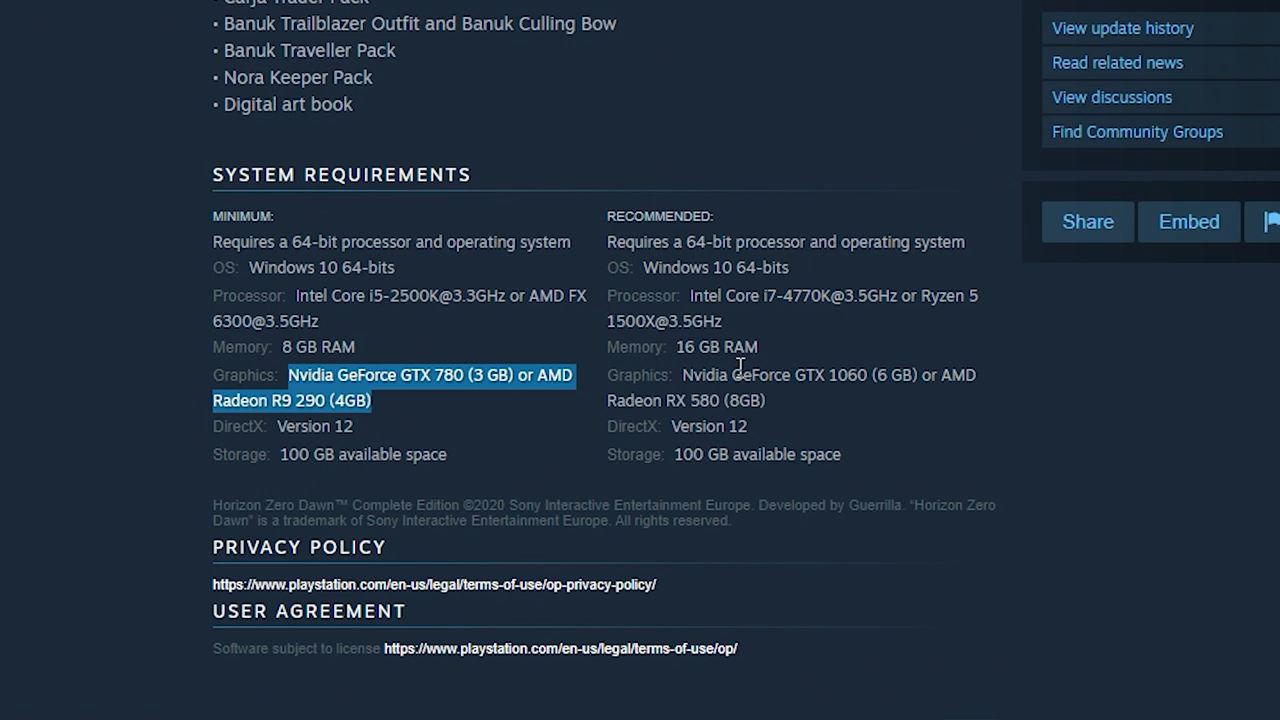 • Banuk Trailblazer Outfit and Banuk Culling Bow
• Banuk Traveller Pack
• Nora Keeper Pack
• Digital art book
SYSTEM REQUIREMENTS
MINIMUM:
Requires a 64-bit processor and operating system
OS: Windows 10 64-bits
Processor: Intel Core i5-2500K@3.3GHz or AMD FX
6300@3.5GHz
Memory: 8 GB RAM
Graphics: Nvidia GeForce GTX 780 (3 GB) or AMD
Radeon R9 290 (4GB)
DirectX: Version 12
Storage: 100 GB available space
RECOMMENDED:
Requires a 64-bit processor and operating system
OS: Windows 10 64-bits
Processor: Intel Core i7-4770K@3.5GHz or Ryzen 5
1500X@3.5GHz
Memory: 16 GB RAM
Graphics: Nvidia GeForce GTX 1060 (6 GB) or AMD
Radeon RX 580 (8GB)
DirectX: Version 12
Storage: 100 GB available space
Horizon Zero Dawn™ Complete Edition ©2020 Sony Interactive Entertainment Europe. Developed by Guerrilla. “Horizon Zero
Dawn” is a trademark of Sony Interactive Entertainment Europe. All rights reserved.
PRIVACY POLICY
https://www.playstation.com/en-us/legal/terms-of-use/op-privacy-policy/
USER AGREEMENT
Software subject to license https://www.playstation.com/en-us/legal/terms-of-use/op/
View update history
Read related news
View discussions
Find Community Groups
Share
Embed